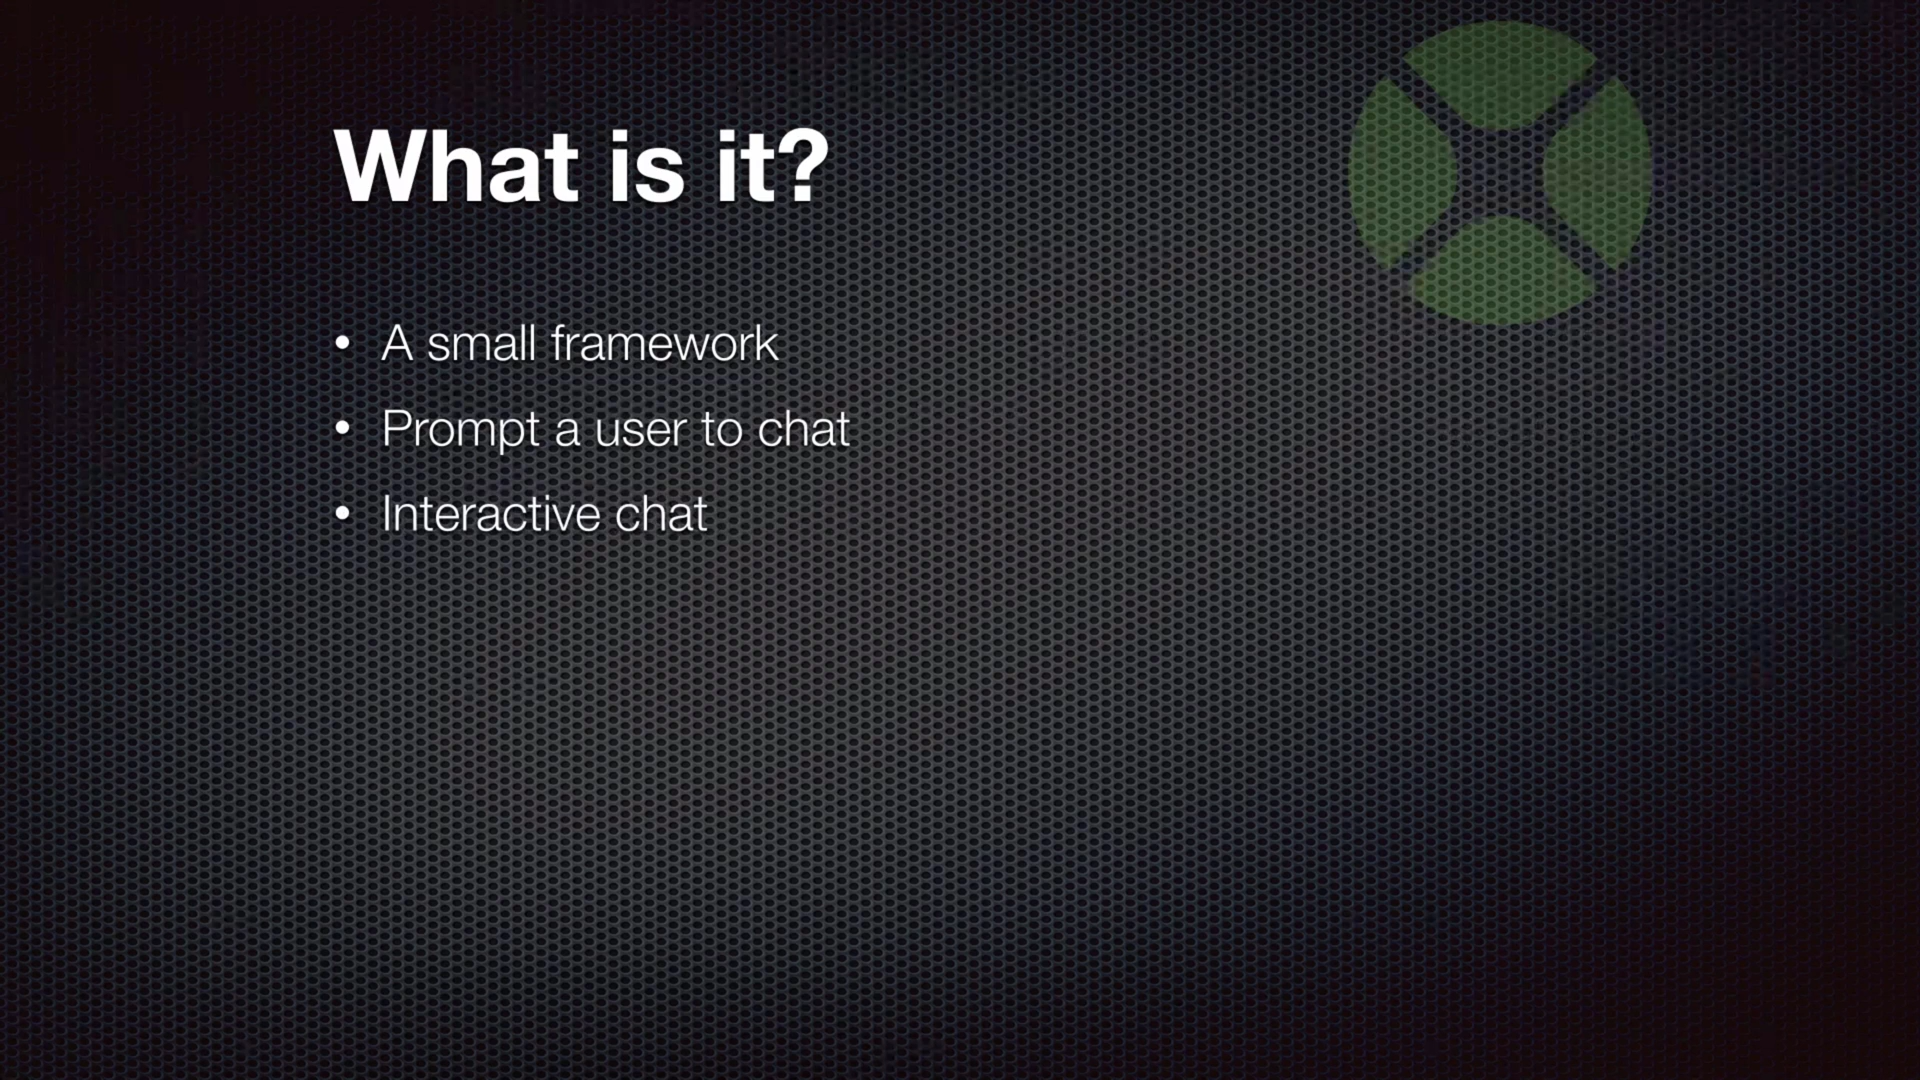 What is it?
• A small framework
• Prompt a user to chat
• Interactive chat